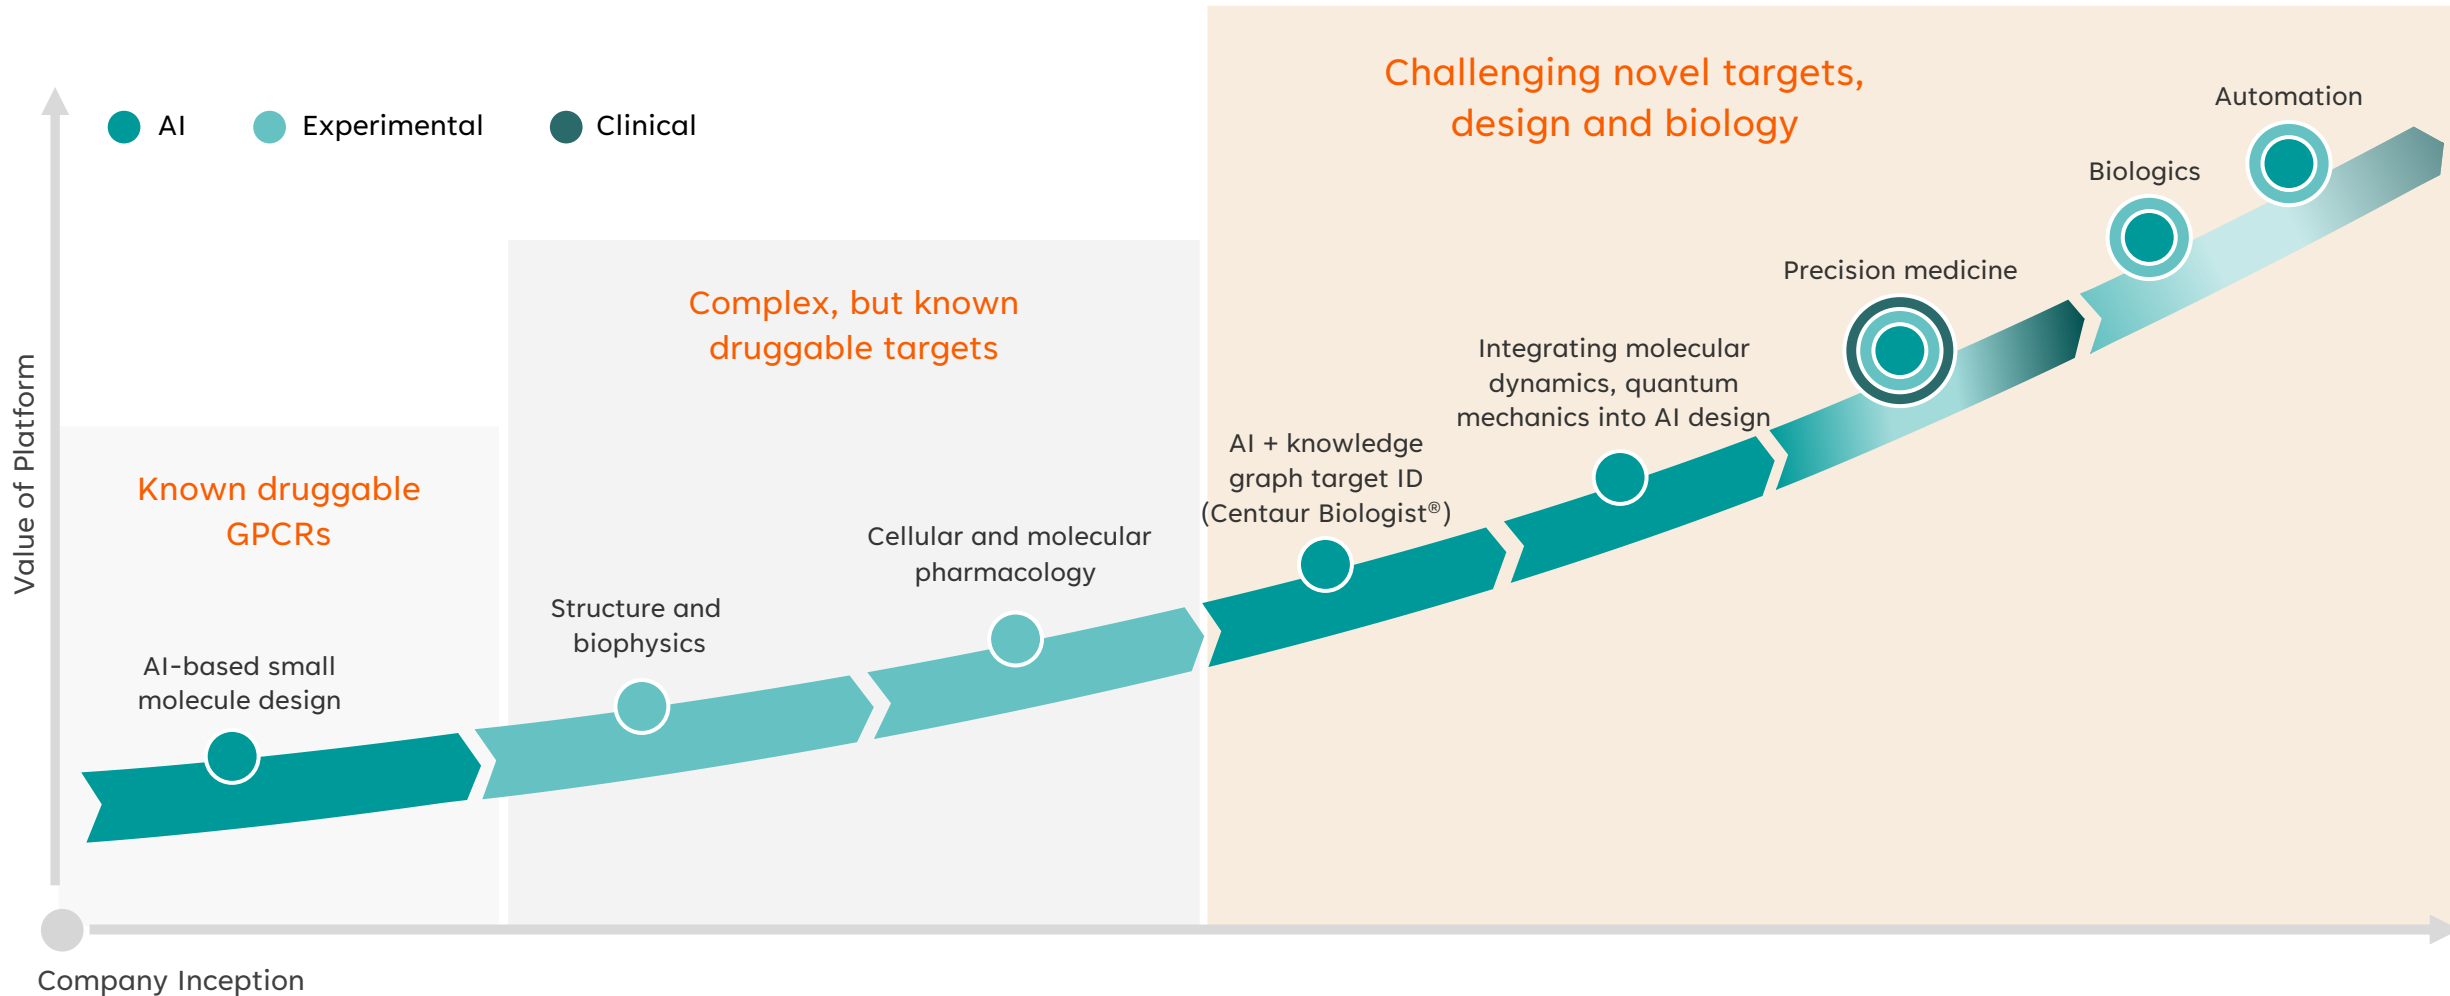 AI
Experimental
Clinical
Value of Platform
Known druggable
GPCRs
AI-based small
molecule design
Complex, but known
druggable targets
Structure and
biophysics
Cellular and molecular
pharmacology
Challenging novel targets,
design and biology
AI + knowledge
graph target ID
(Centaur Biologist®)
Integrating molecular
dynamics, quantum
mechanics into AI design
Precision medicine
Biologics
Automation
Company Inception